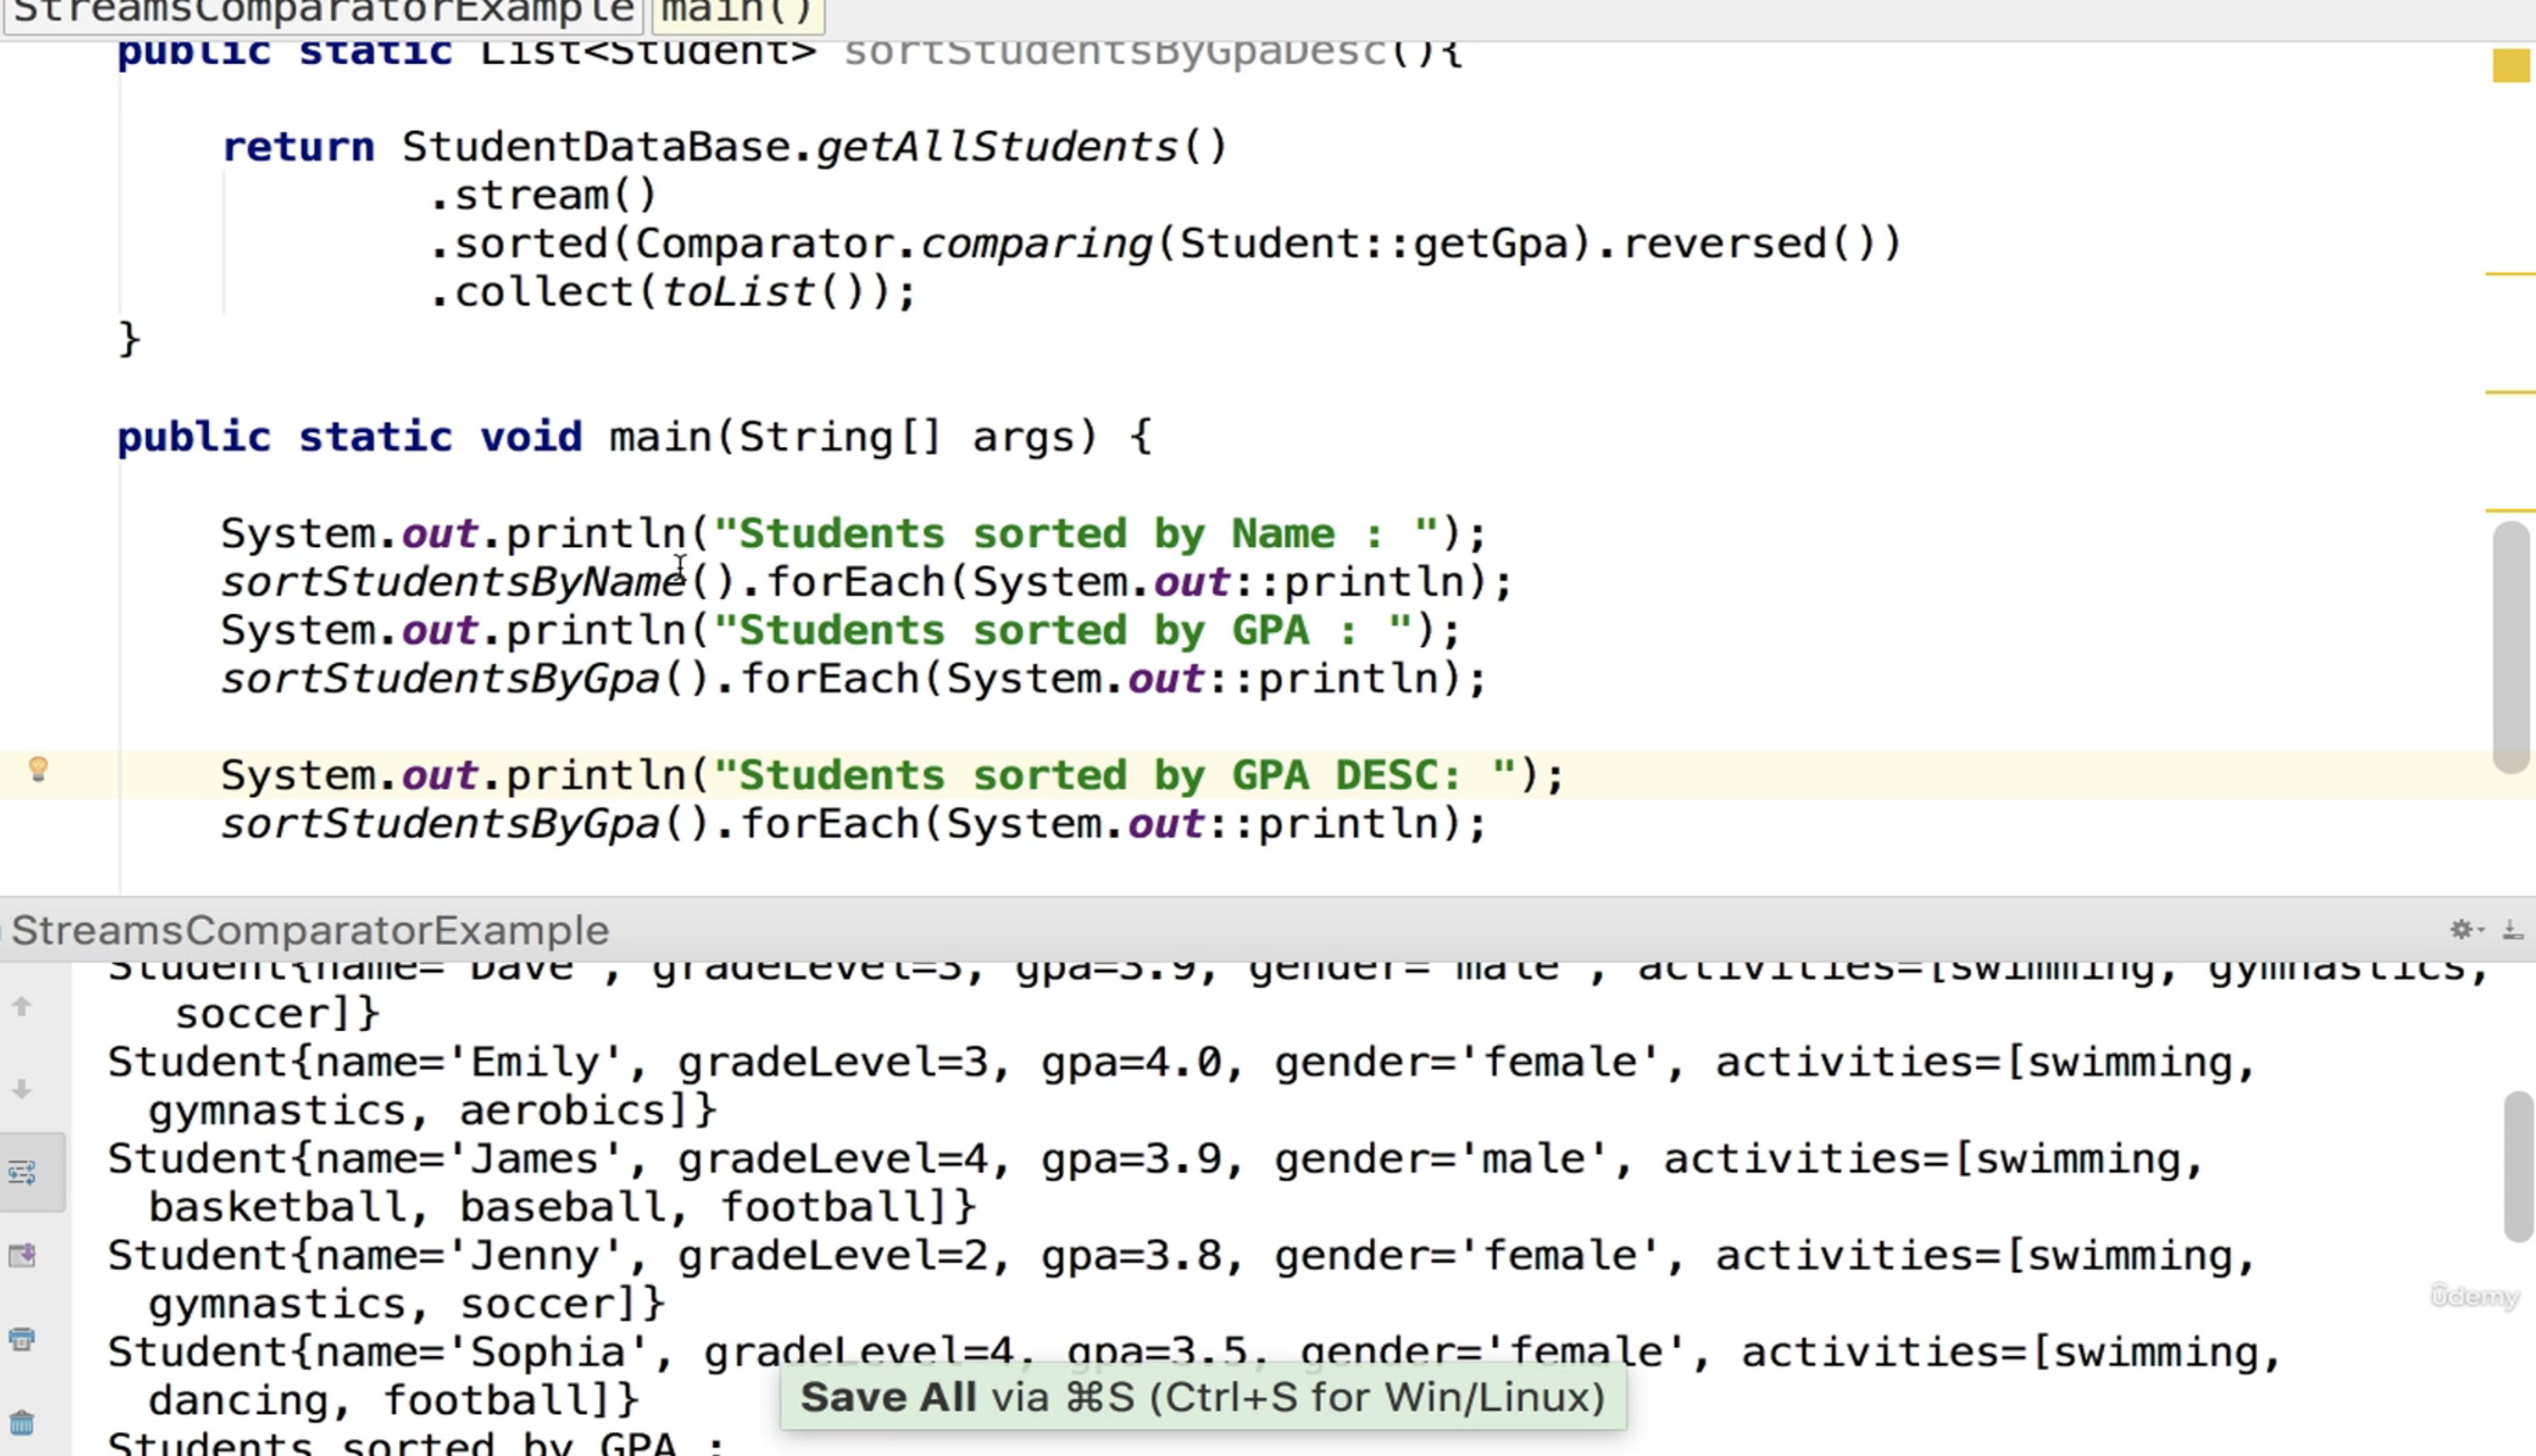 StreamsComparatorExample main()
public static List<Student> sortStudentsByGpaDesc(){
return StudentDataBase.getAllStudents()
.stream()
.sorted(Comparator.comparing(Student::getGpa).reversed())
.collect(toList());
}
public static void main(String[] args) {
System.out.println("Students sorted by Name : ");
sortStudentsByName().forEach(System.out::println);
System.out.println("Students sorted by GPA : ");
sortStudentsByGpa().forEach(System.out::println);
System.out.println("Students sorted by GPA DESC: ");
sortStudentsByGpa().forEach(System.out::println);
StreamsComparatorExample
Student{name='Dave', gradeLevel=3, gpa=3.9, gender='male', activities=[swimming, gymnastics,
soccer]}
Student{name='Emily', gradeLevel=3, gpa=4.0, gender='female', activities=[swimming,
gymnastics, aerobics]}
Student{name='James', gradeLevel=4, gpa=3.9, gender='male', activities=[swimming,
basketball, baseball, football]}
Student{name='Jenny', gradeLevel=2, gpa=3.8, gender='female', activities=[swimming,
gymnastics, soccer]}
Student{name='Sophia', gradeLevel=4, gpa=3.5, gender='female', activities=[swimming,
dancing, football]}
Students sorted by GPA :
Save All via ⌘S (Ctrl+S for Win/Linux)
ûdemy